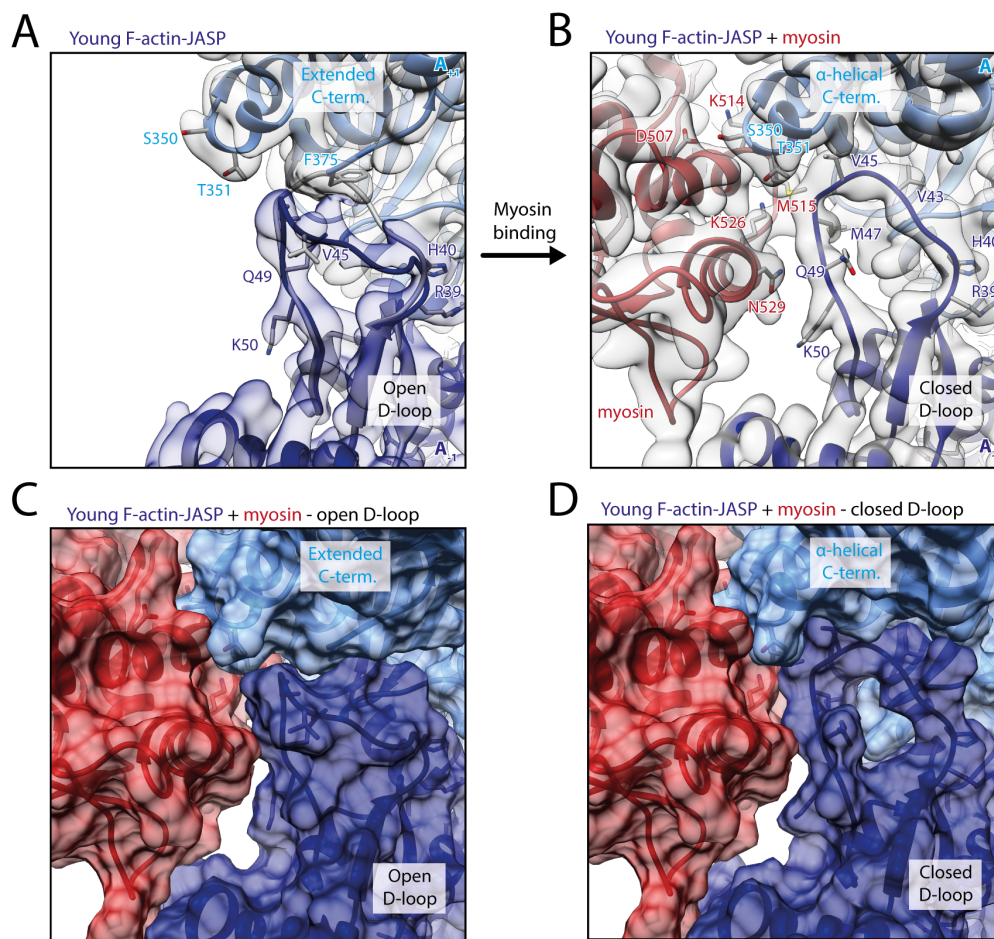 A
Young F-actin-JASP
Extended
C-term.
A+1
S350
F375
T351
V45
H40
Q49
R39
K50
Open
D-loop
A-1
Myosin
binding
B
Young F-actin-JASP + myosin
α-helical
C-term.
A
K514
S350
D507
T351
V45
V43
M515
K526
M47
H40
Q49
R39
N529
K50
myosin
Closed
D-loop
A
C
Young F-actin-JASP + myosin - open D-loop
Extended
C-term.
Open
D-loop
D
Young F-actin-JASP + myosin - closed D-loop
α-helical
C-term.
Closed
D-loop